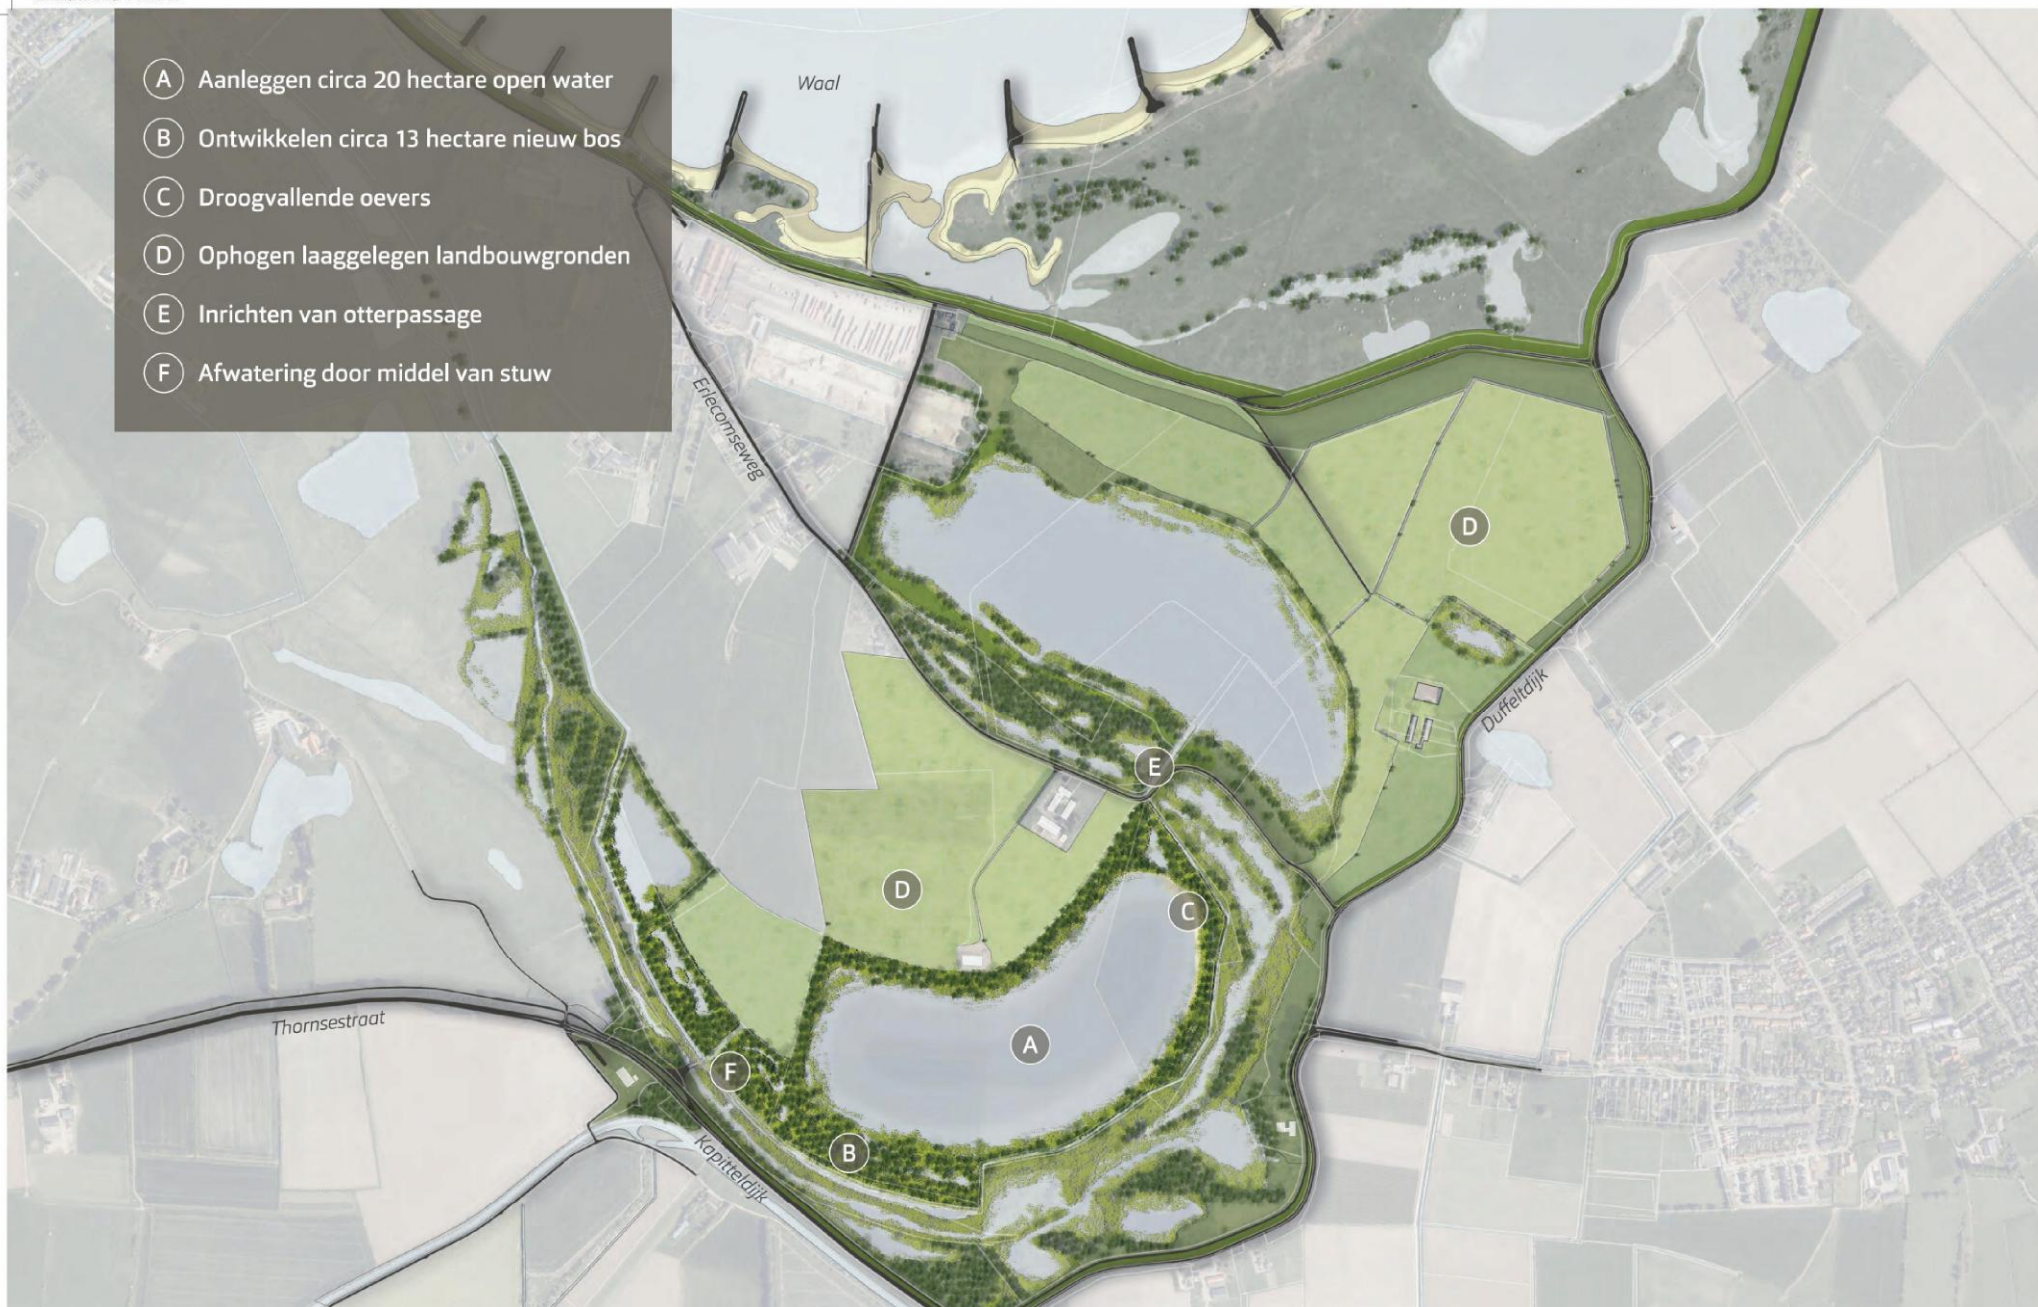 A Aanleggen circa 20 hectare open water
B Ontwikkelen circa 13 hectare nieuw bos
C Droogvallende oevers
D Ophogen laaggelegen landbouwgronden
E Inrichten van otterpassage
F Afwatering door middel van stuw
Waal
Erlecomseweg
D
Duffeltdijk
E
D
C
Thornsestraat
A
F
B
Kapitteldijk